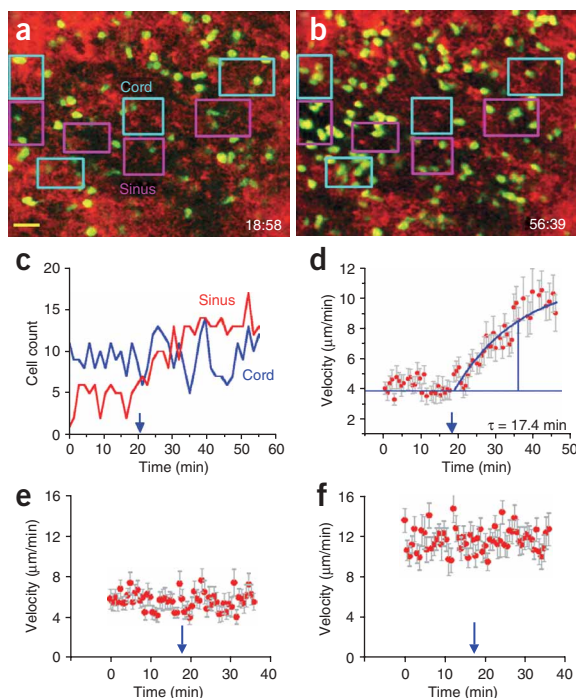 a
b
Cord
Sinus
18:58
56:39
c
d
Cell count
20
15
10
5
0
Sinus
Cord
0 10 20 30 40 50 60
Time (min)
Velocity (µm/min)
12
10
8
6
4
2
τ = 17.4 min
0 10 20 30 40 50
Time (min)
e
f
Velocity (µm/min)
16
12
8
4
0
0 10 20 30 40
Time (min)
Velocity (µm/min)
16
12
8
4
0
0 10 20 30 40
Time (min)